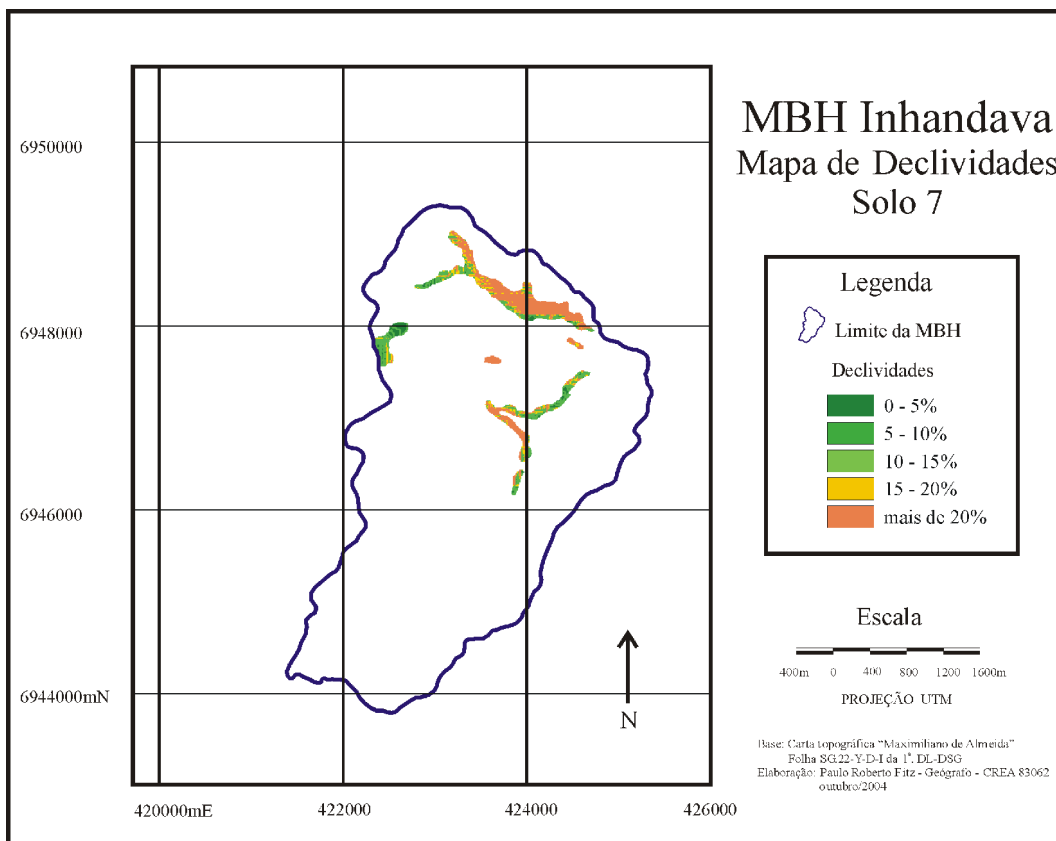 MBH Inhandava
Mapa de Declividades
Solo 7
6950000
6948000
6946000
6944000mN
420000mE
422000
424000
426000
N
Legenda
Limite da MBH
Declividades
0 - 5%
5 - 10%
10 - 15%
15 - 20%
mais de 20%
Escala
400m 0 400 800 1200 1600m
PROJEÇÃO UTM
Base: Carta topográfica "Maximiliano de Almeida"
Folha SG.22-Y-D-I da 1ª. DL-DSG
Elaboração: Paulo Roberto Fitz - Geógrafo - CREA 83062
outubro/2004